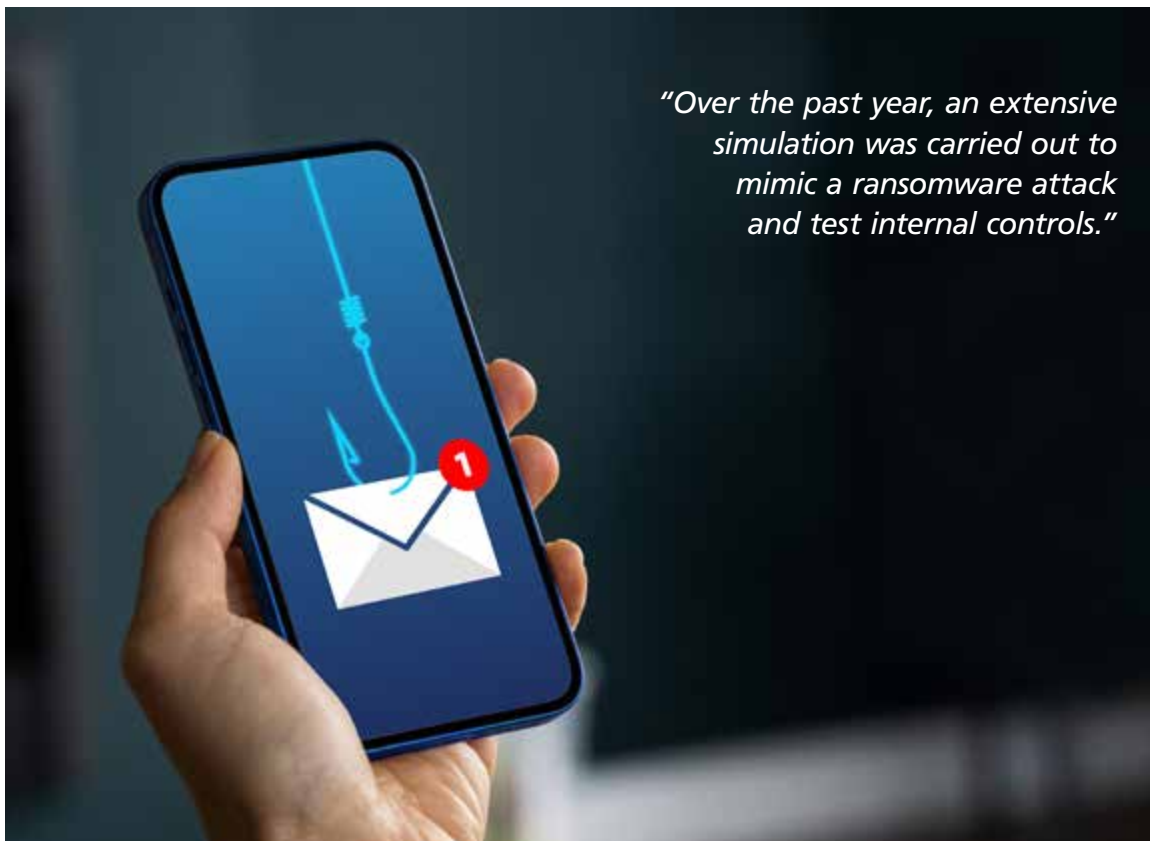 “Over the past year, an extensive
simulation was carried out to
mimic a ransomware attack
and test internal controls.”
1